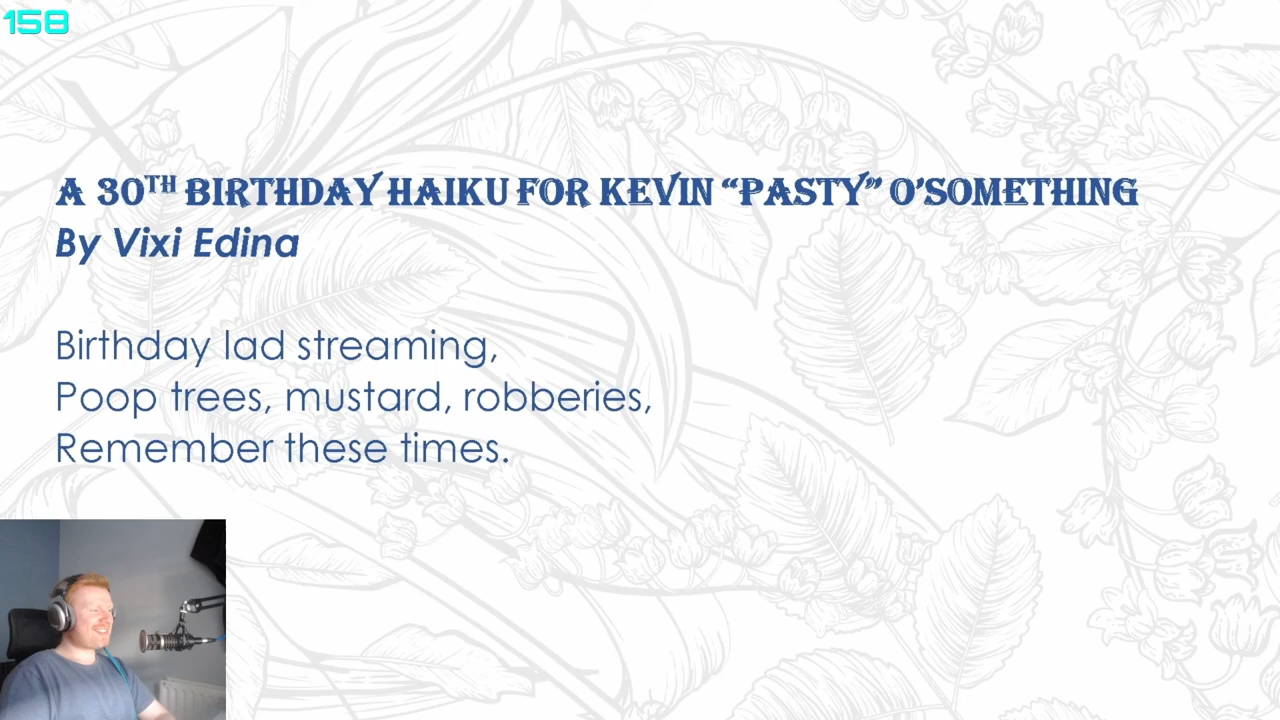 158
A 30TH BIRTHDAY HAIKU FOR KEVIN “PASTY” O’SOMETHING
By Vixi Edina
Birthday lad streaming,
Poop trees, mustard, robberies,
Remember these times.